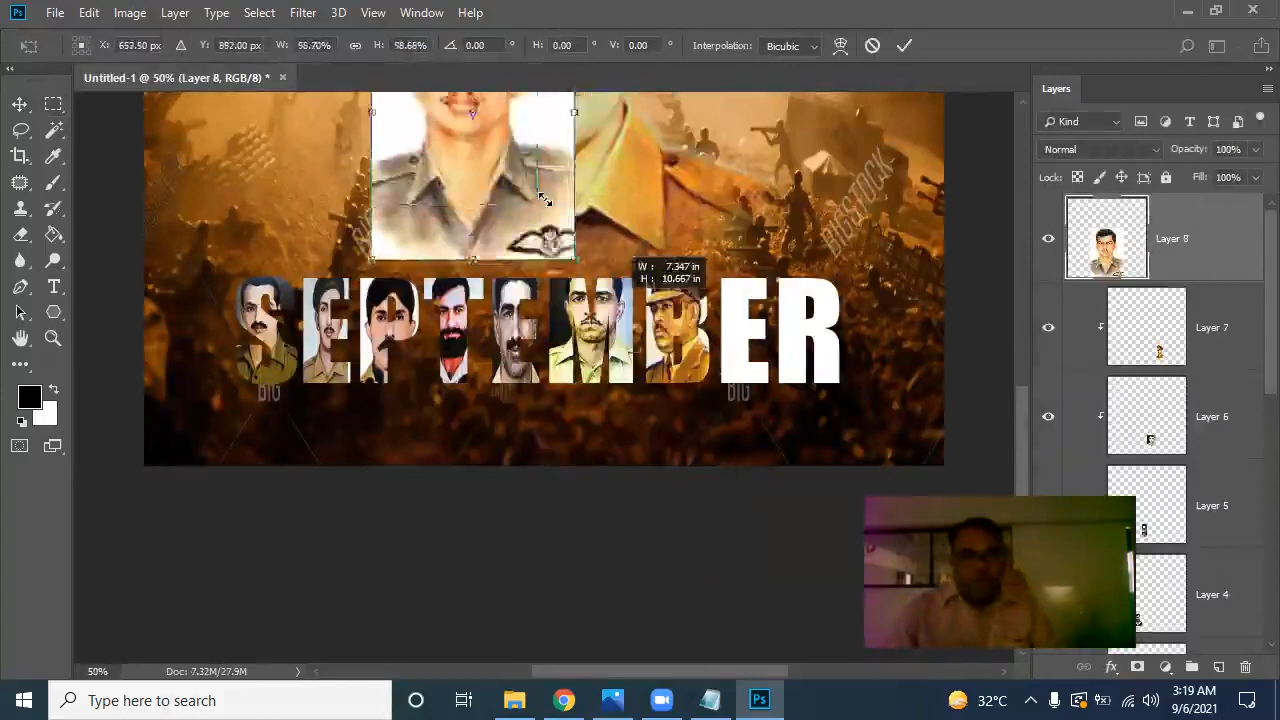 Ps File Edit Image Layer Type Select Filter 3D View Window Help
X: 653.50 px Y: 892.00 px W: 58.70% H: 58.68% 0.00 ° H: 0.00 ° V: 0.00 ° Interpolation: Bicubic
Untitled-1 @ 50% (Layer 8, RGB/8) * ×
Layers
Kind
Normal Opacity: 100%
Lock: Fill: 100%
Layer 8
Layer 7
Layer 6
Layer 5
Layer 4
BIGSTOCK
W : 7.347 in
H : 10.667 in
SEPTEMBER
BIG BIG
50% Doc: 7.32M/27.9M
Type here to search
Ps
32°C
3:19 AM
9/6/2021